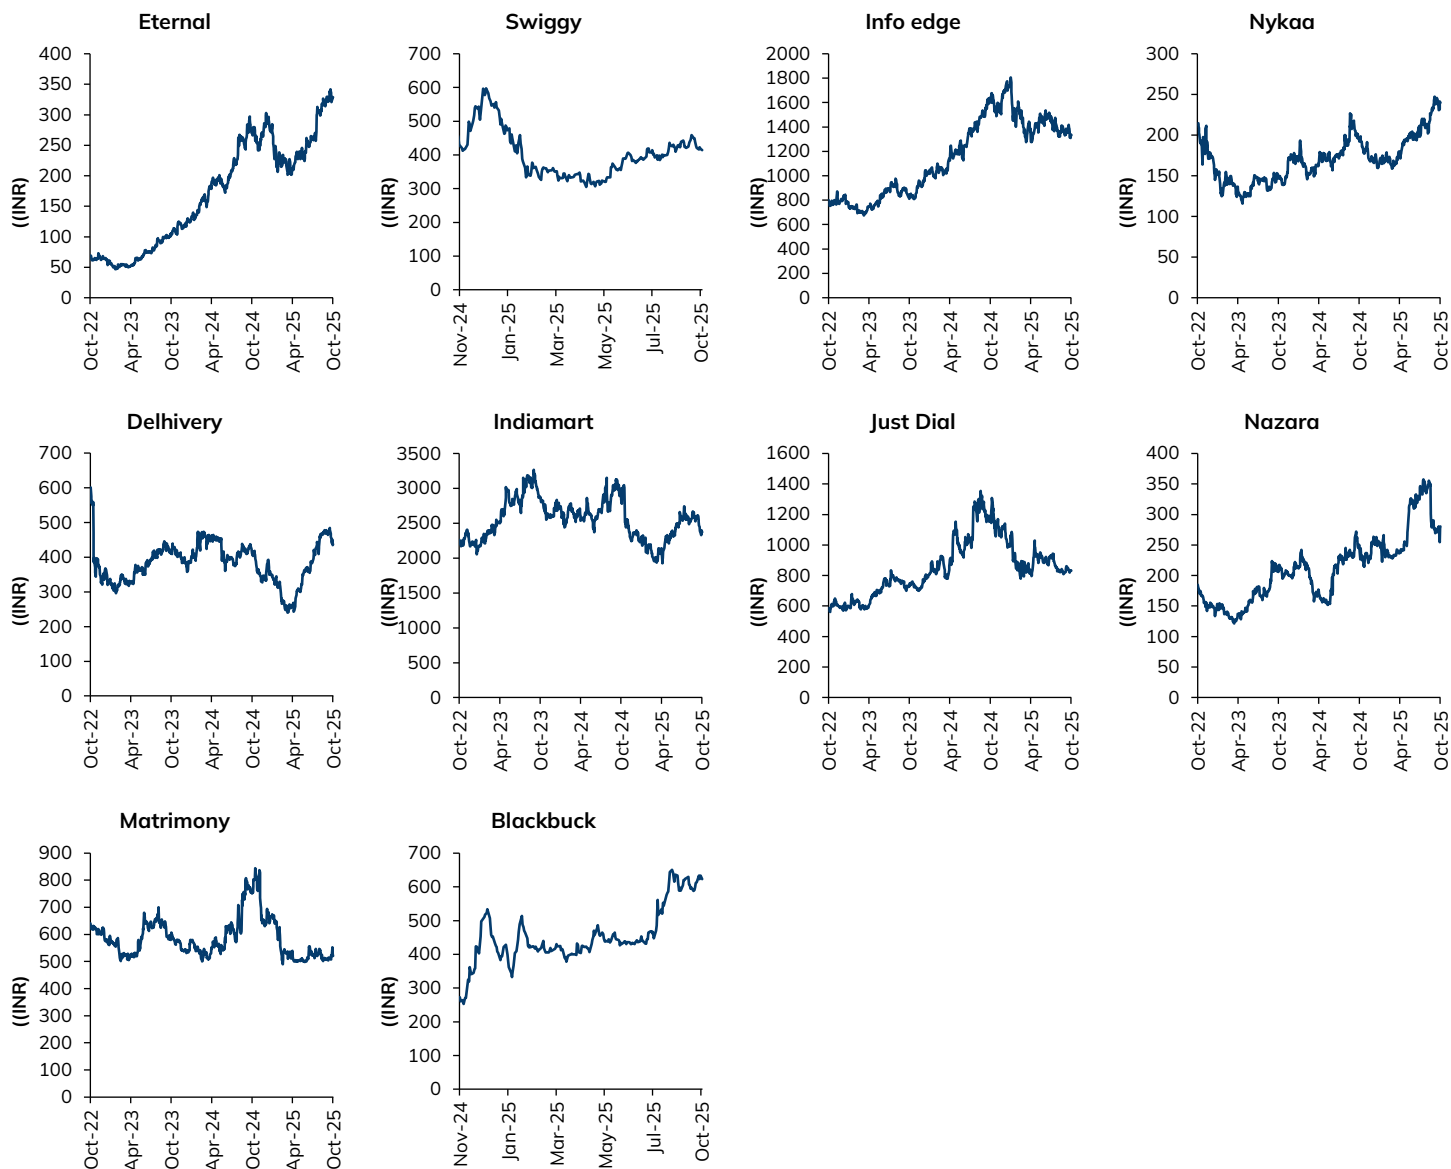 Eternal
((INR)
400
350
300
250
200
150
100
50
0
Oct-22
Apr-23
Oct-23
Apr-24
Oct-24
Apr-25
Oct-25
Swiggy
((INR)
700
600
500
400
300
200
100
0
Nov-24
Jan-25
Mar-25
May-25
Jul-25
Oct-25
Info edge
((INR)
2000
1800
1600
1400
1200
1000
800
600
400
200
0
Oct-22
Apr-23
Oct-23
Apr-24
Oct-24
Apr-25
Oct-25
Nykaa
((INR)
300
250
200
150
100
50
0
Oct-22
Apr-23
Oct-23
Apr-24
Oct-24
Apr-25
Oct-25
Delhivery
((INR)
700
600
500
400
300
200
100
0
Oct-22
Apr-23
Oct-23
Apr-24
Oct-24
Apr-25
Oct-25
Indiamart
((INR)
3500
3000
2500
2000
1500
1000
500
0
Oct-22
Apr-23
Oct-23
Apr-24
Oct-24
Apr-25
Oct-25
Just Dial
((INR)
1600
1400
1200
1000
800
600
400
200
0
Oct-22
Apr-23
Oct-23
Apr-24
Oct-24
Apr-25
Oct-25
Nazara
((INR)
400
350
300
250
200
150
100
50
0
Oct-22
Apr-23
Oct-23
Apr-24
Oct-24
Apr-25
Oct-25
Matrimony
((INR)
900
800
700
600
500
400
300
200
100
0
Oct-22
Apr-23
Oct-23
Apr-24
Oct-24
Apr-25
Oct-25
Blackbuck
((INR)
700
600
500
400
300
200
100
0
Nov-24
Jan-25
Mar-25
May-25
Jul-25
Oct-25